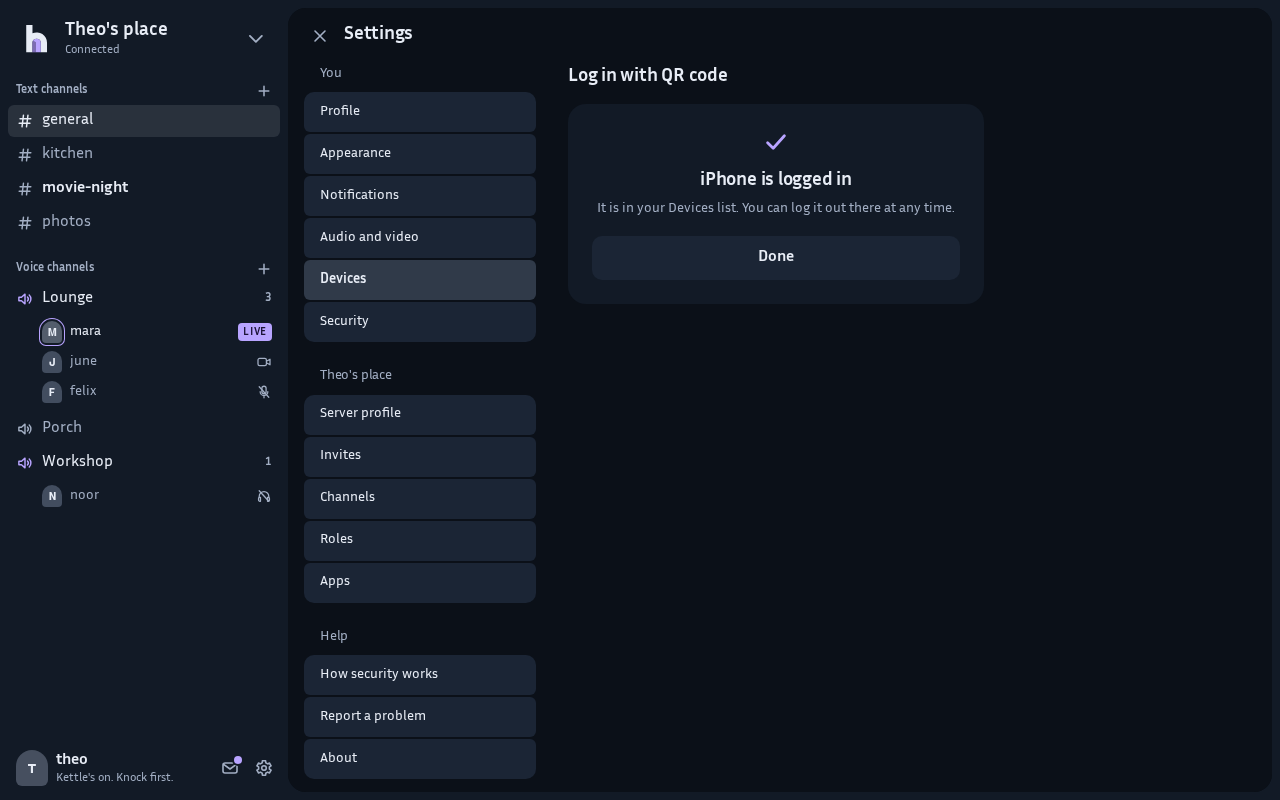 Theo's place
Connected
Text channels
general
kitchen
movie-night
photos
Voice channels
Lounge
3
M
mara
LIVE
J
june
F
felix
Porch
Workshop
1
N
noor
T
theo
Kettle's on. Knock first.
Settings
You
Profile
Appearance
Notifications
Audio and video
Devices
Security
Theo's place
Server profile
Invites
Channels
Roles
Apps
Help
How security works
Report a problem
About
Log in with QR code
iPhone is logged in
It is in your Devices list. You can log it out there at any time.
Done